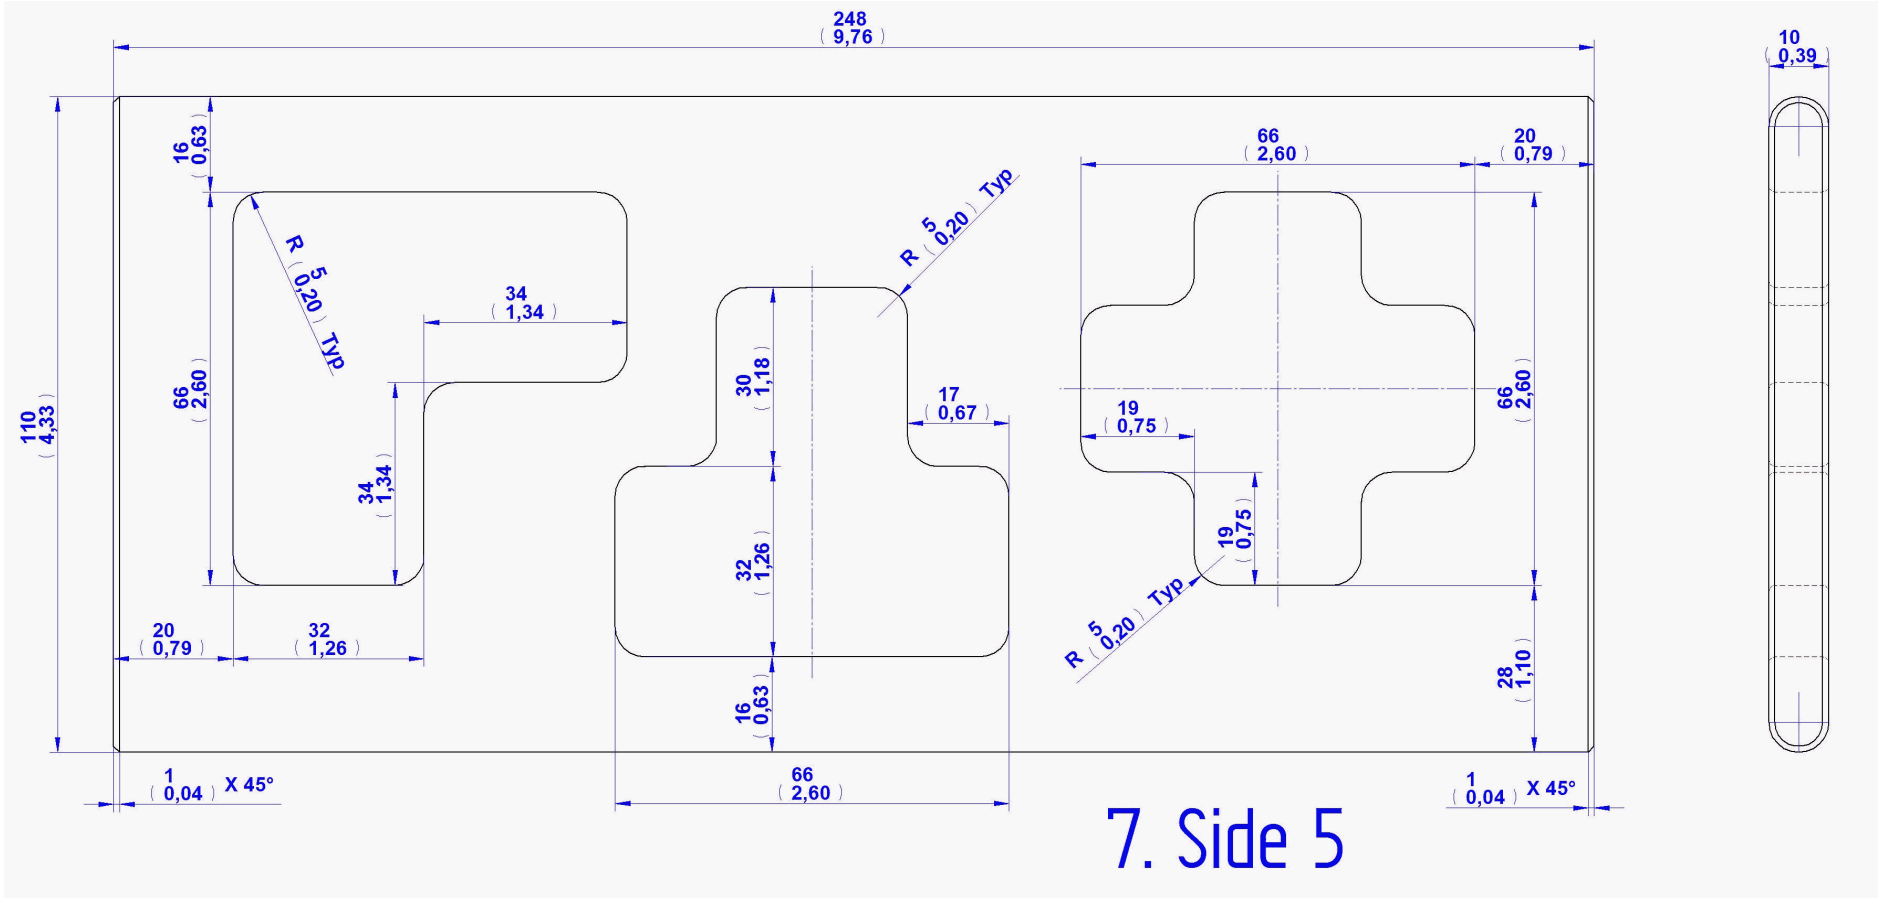 248
( 9,76 )
10
( 0,39 )
16
( 0,63 )
66
( 2,60 )
20
( 0,79 )
R 5 ( 0,20 ) Typ
R 5 ( 0,20 ) Typ
34
( 1,34 )
66
( 2,60 )
110
( 4,33 )
30
( 1,18 )
17
( 0,67 )
19
( 0,75 )
66
( 2,60 )
34
( 1,34 )
32
( 1,26 )
19
( 0,75 )
R 5 ( 0,20 ) Typ
20
( 0,79 )
32
( 1,26 )
16
( 0,63 )
28
( 1,10 )
1
( 0,04 ) X 45°
66
( 2,60 )
1
( 0,04 ) X 45°
7. Side 5